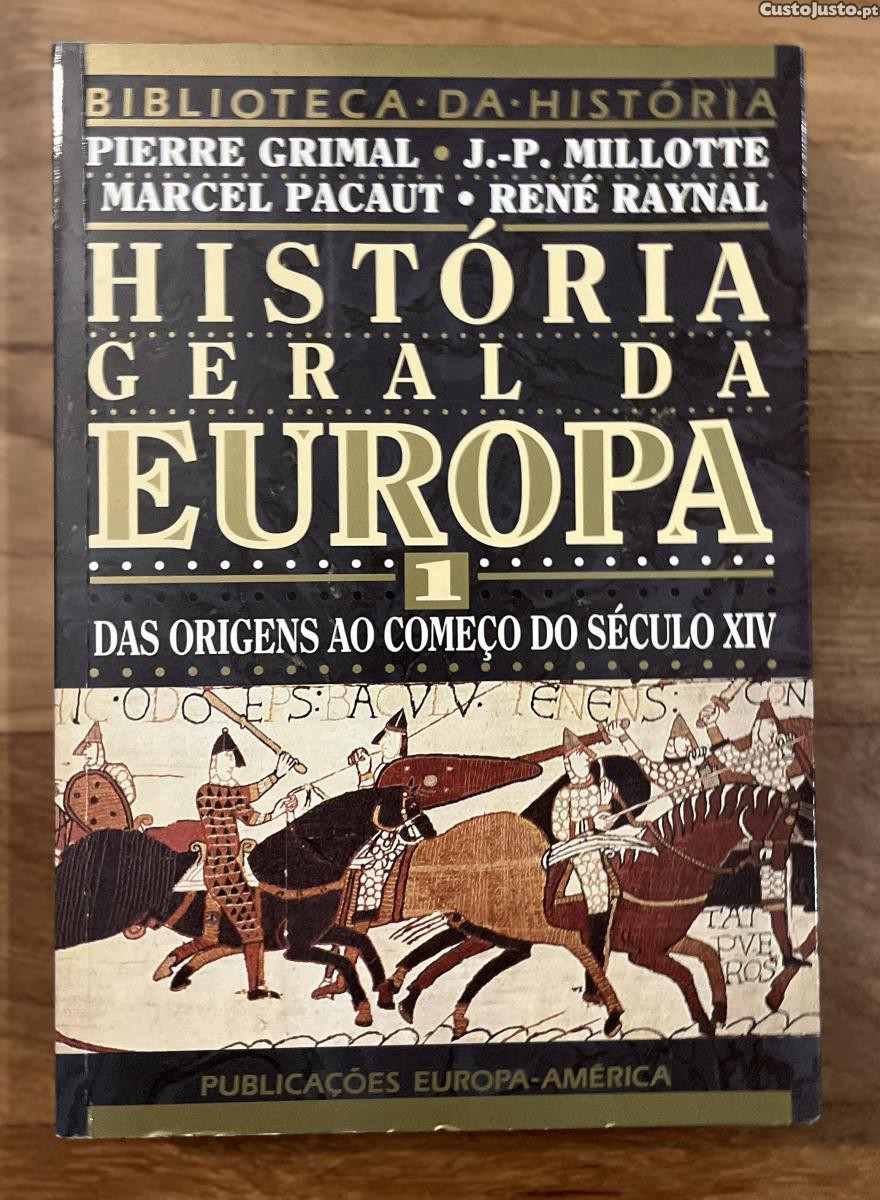 CustoJusto.pt
BIBLIOTECA · DA · HISTÓRIA
PIERRE GRIMAL • J.-P. MILLOTTE
MARCEL PACAUT • RENÉ RAYNAL
HISTÓRIA
GERAL DA
EUROPA
1
DAS ORIGENS AO COMEÇO DO SÉCULO XIV
HIC·ODO EPS: BACVLV· TENENS: CON
TAT
PVE
ROS
PUBLICAÇÕES EUROPA-AMÉRICA